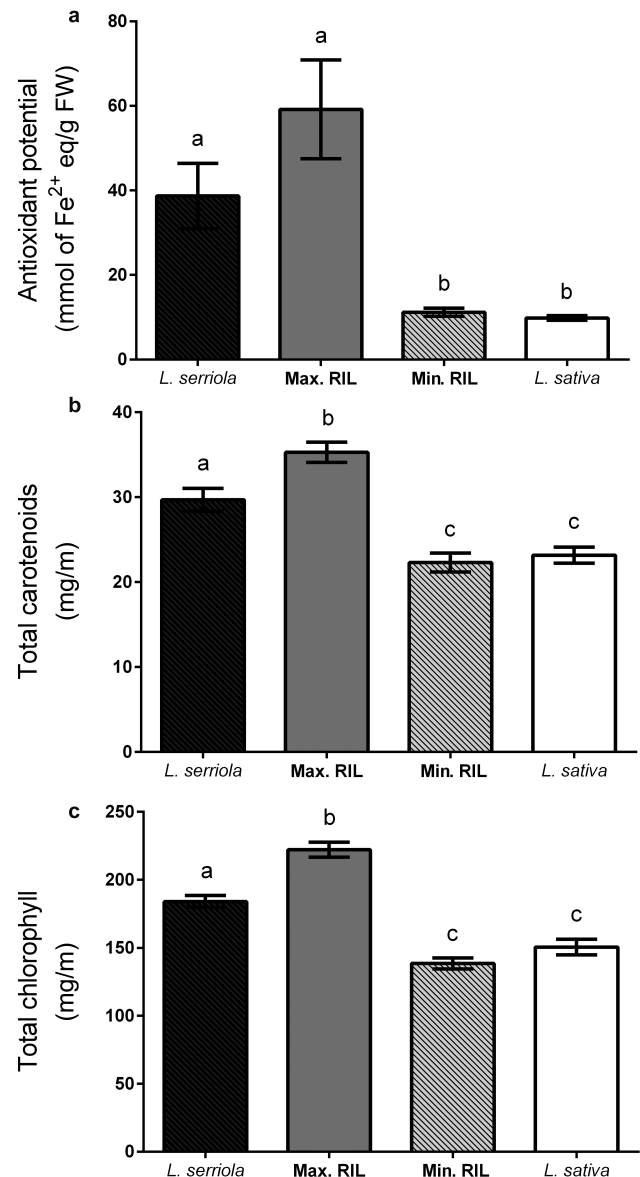 a
Antioxidant potential
(mmol of Fe²⁺ eq/g FW)
80
60
40
20
0
a
a
b
b
L. serriola
Max. RIL
Min. RIL
L. sativa
b
Total carotenoids
(mg/m)
40
30
20
10
0
a
b
c
c
L. serriola
Max. RIL
Min. RIL
L. sativa
c
Total chlorophyll
(mg/m)
250
200
150
100
50
0
a
b
c
c
L. serriola
Max. RIL
Min. RIL
L. sativa